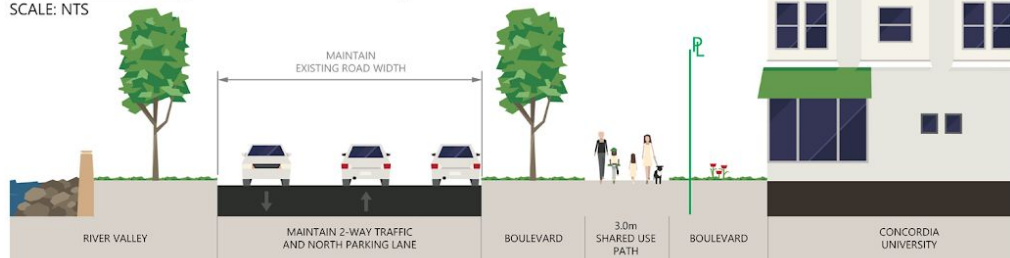 SCALE: NTS
MAINTAIN
EXISTING ROAD WIDTH
PL
RIVER VALLEY
MAINTAIN 2-WAY TRAFFIC
AND NORTH PARKING LANE
BOULEVARD
3.0m
SHARED USE
PATH
BOULEVARD
CONCORDIA
UNIVERSITY